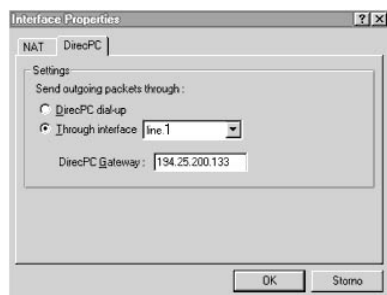 Interface Properties
NAT DirecPC
Settings
Send outgoing packets through :
DirecPC dial-up
Through interface line.1
DirecPC Gateway : 194.25.200.133
OK Storno